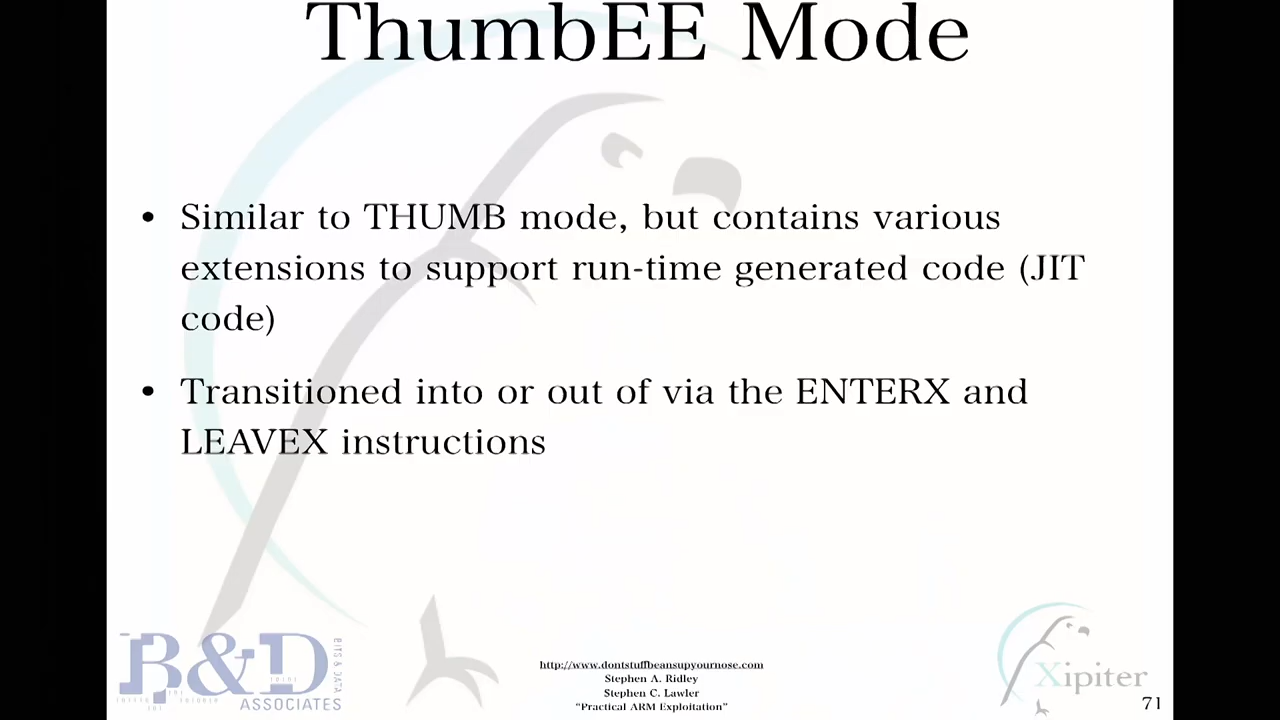 ThumbEE Mode
• Similar to THUMB mode, but contains various
extensions to support run-time generated code (JIT
code)
• Transitioned into or out of via the ENTERX and
LEAVEX instructions
B&D
BITS & DATA
ASSOCIATES
http://www.dontstuffbeansupyournose.com
Stephen A. Ridley
Stephen C. Lawler
"Practical ARM Exploitation"
Xipiter
71